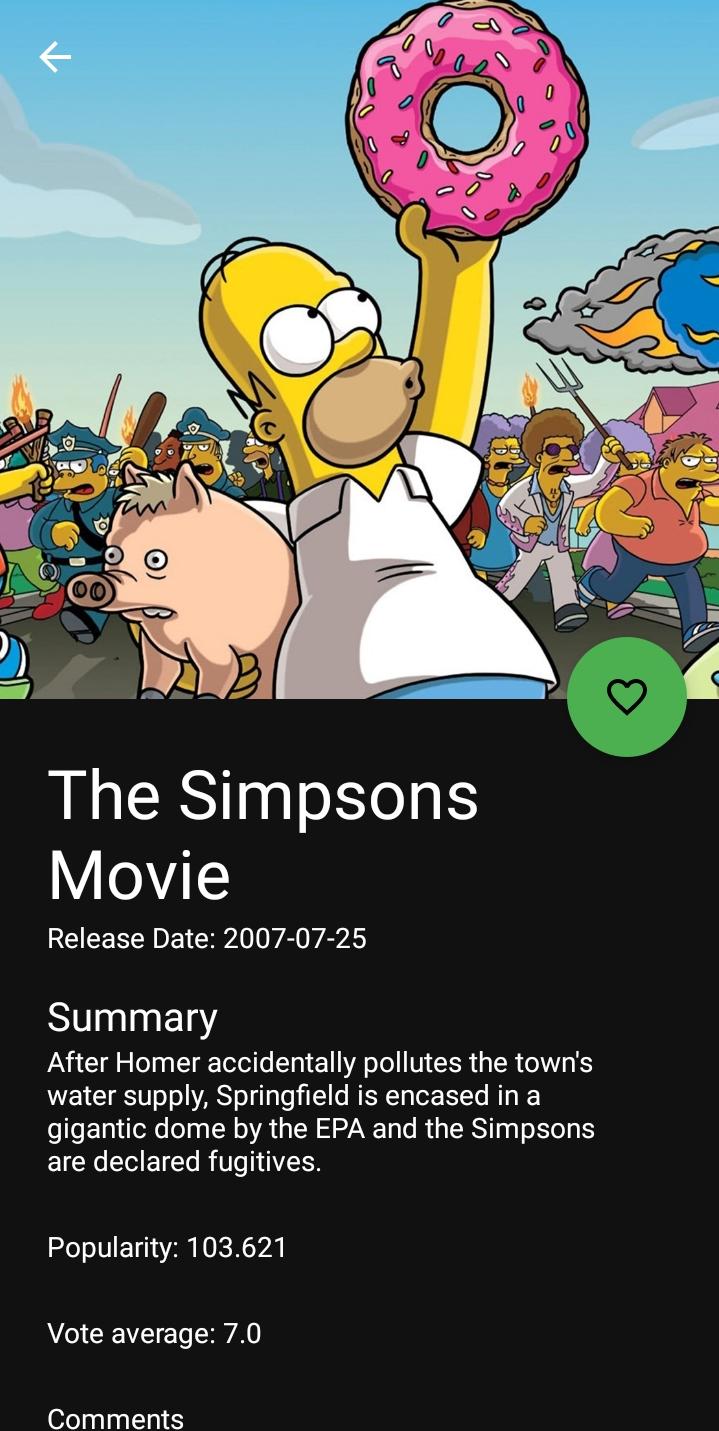 The Simpsons
Movie
Release Date: 2007-07-25
Summary
After Homer accidentally pollutes the town's
water supply, Springfield is encased in a
gigantic dome by the EPA and the Simpsons
are declared fugitives.
Popularity: 103.621
Vote average: 7.0
Comments